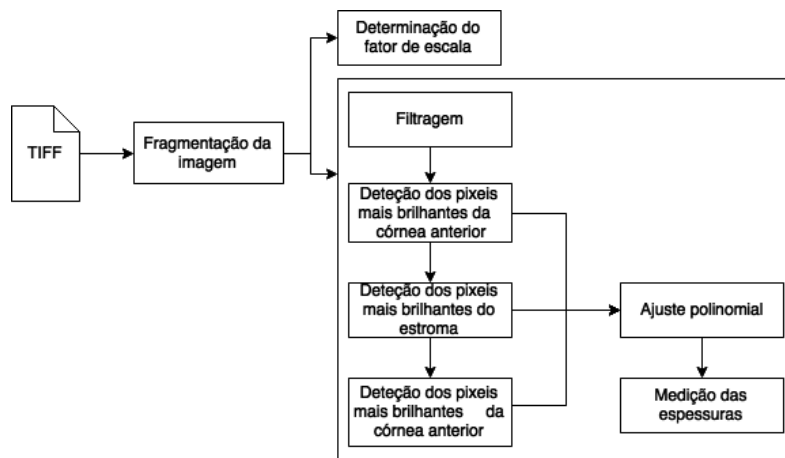 TIFF
Fragmentação da
imagem
Determinação do
fator de escala
Filtragem
Deteção dos pixeis
mais brilhantes da
córnea anterior
Deteção dos pixeis
mais brilhantes do
estroma
Deteção dos pixeis
mais brilhantes da
córnea anterior
Ajuste polinomial
Medição das
espessuras